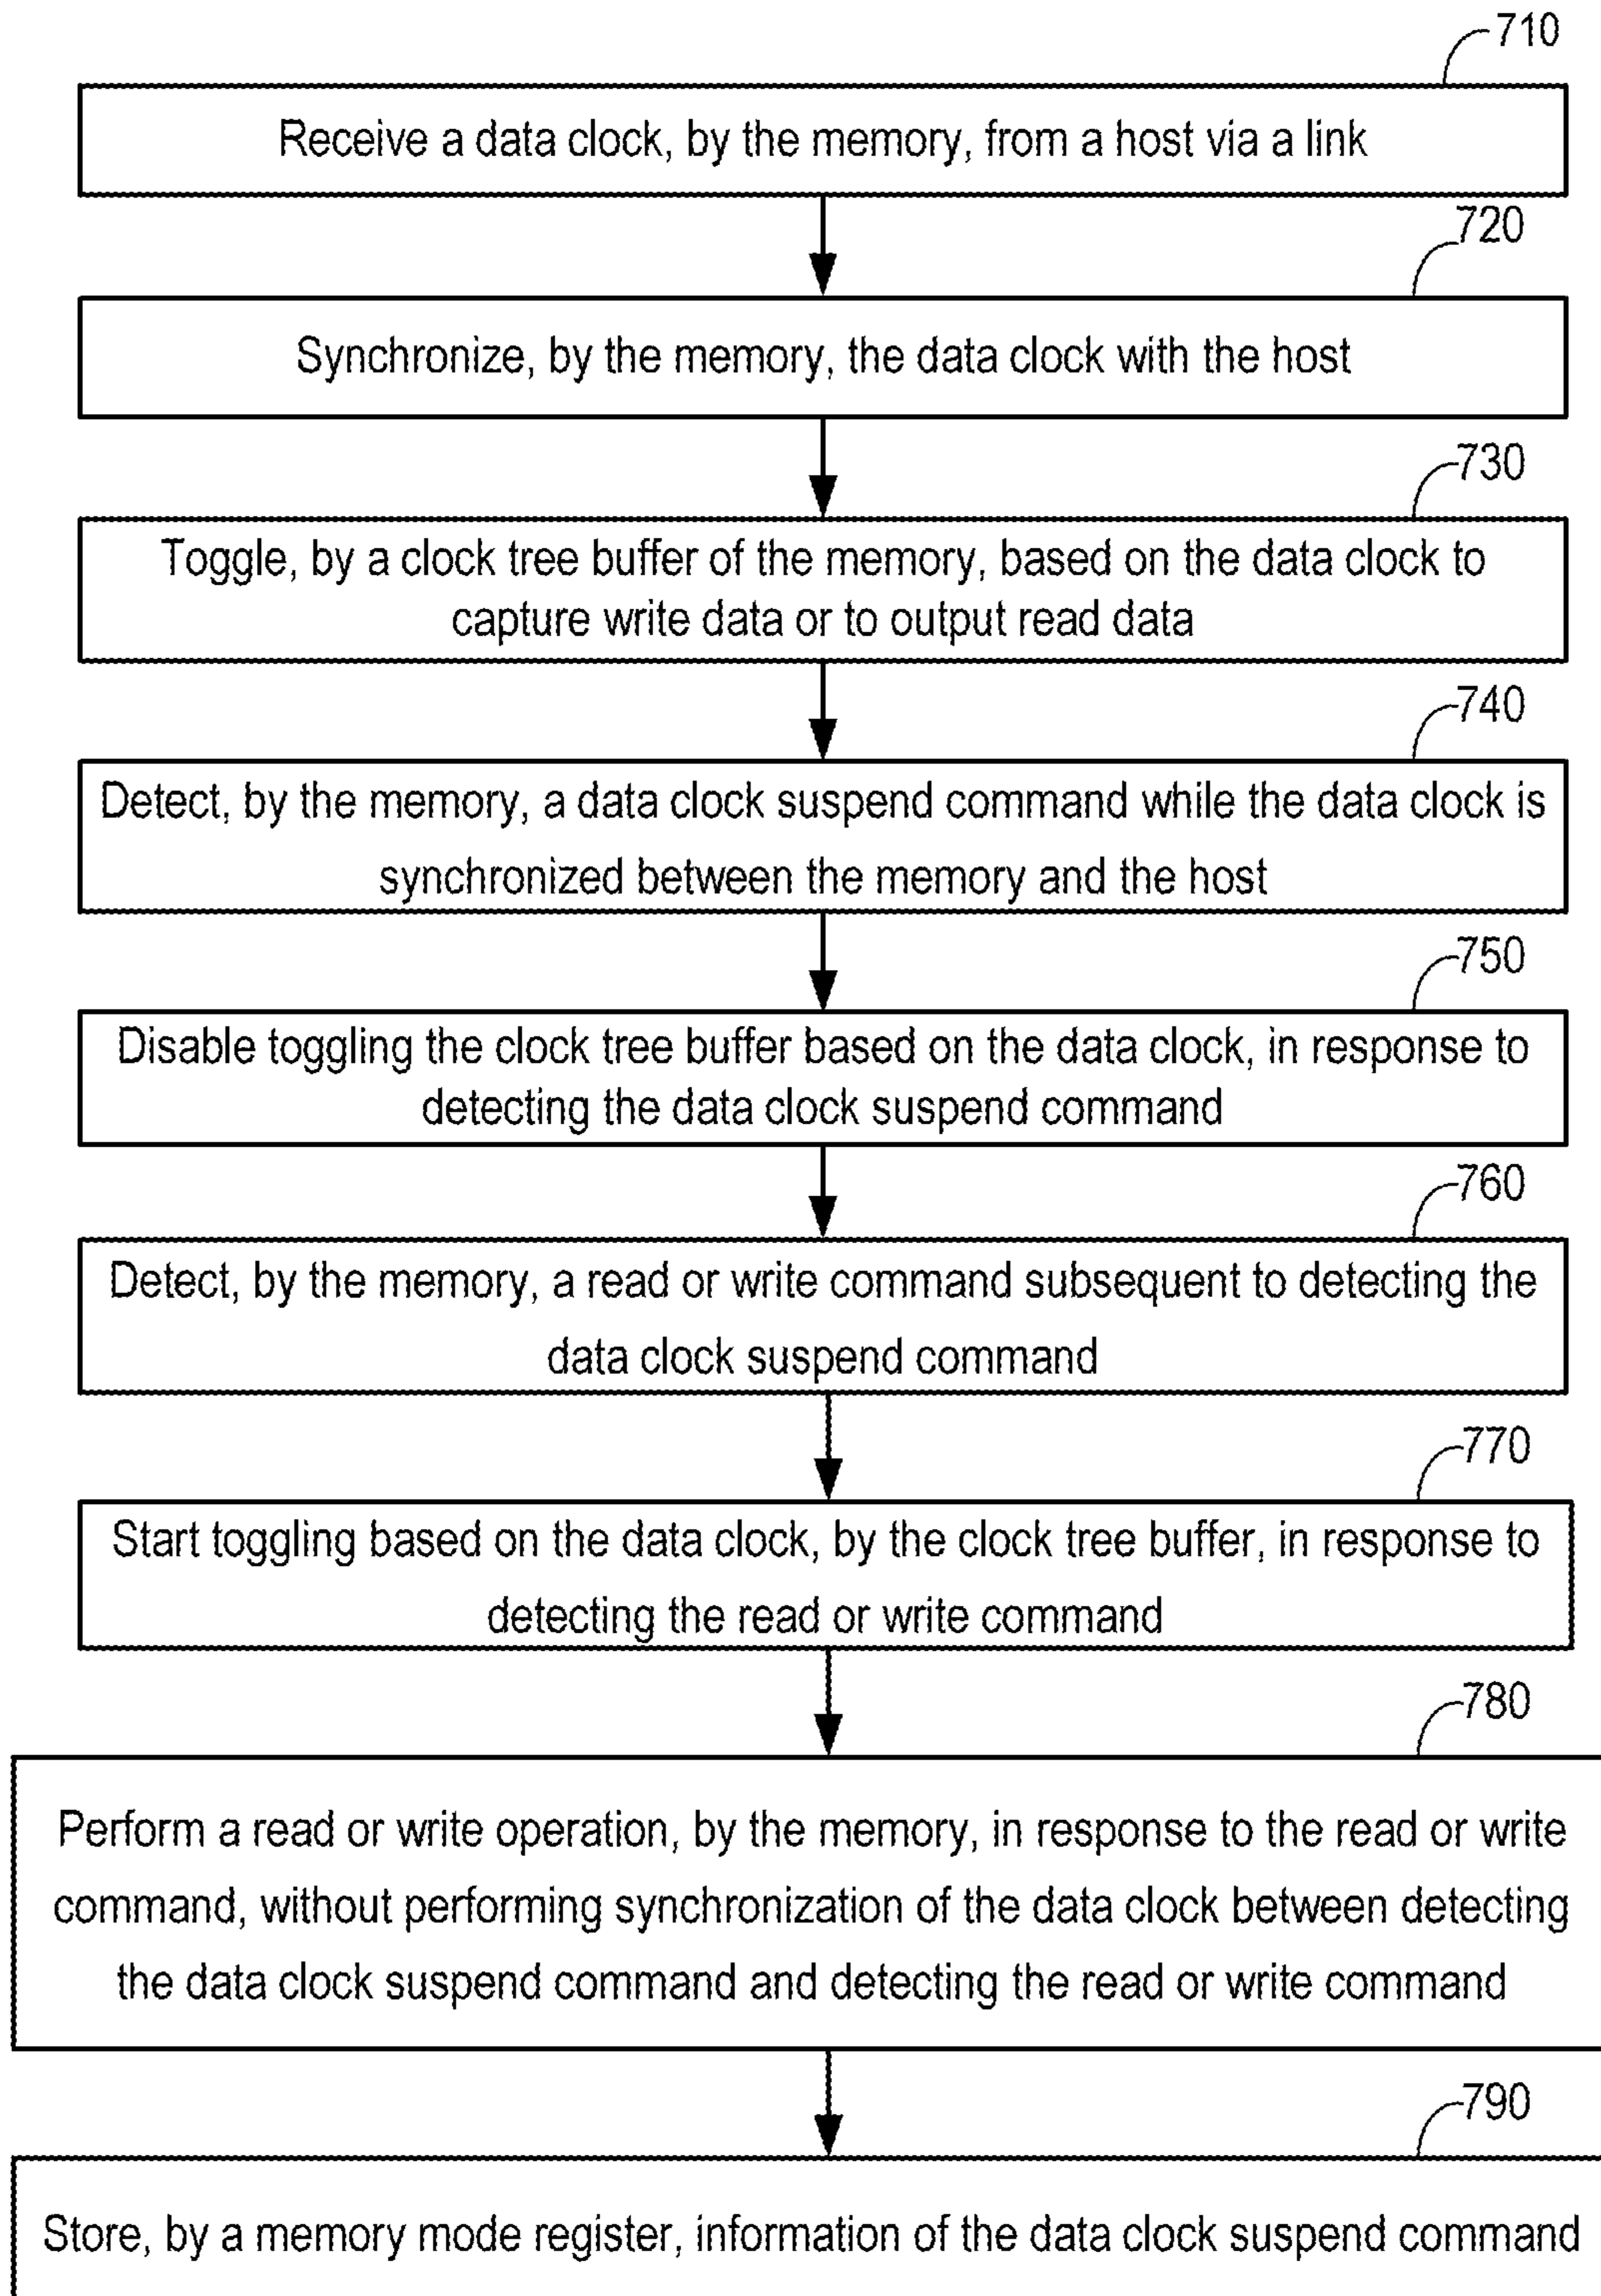 710
Receive a data clock, by the memory, from a host via a link
720
Synchronize, by the memory, the data clock with the host
730
Toggle, by a clock tree buffer of the memory, based on the data clock to
capture write data or to output read data
740
Detect, by the memory, a data clock suspend command while the data clock is
synchronized between the memory and the host
750
Disable toggling the clock tree buffer based on the data clock, in response to
detecting the data clock suspend command
760
Detect, by the memory, a read or write command subsequent to detecting the
data clock suspend command
770
Start toggling based on the data clock, by the clock tree buffer, in response to
detecting the read or write command
780
Perform a read or write operation, by the memory, in response to the read or write
command, without performing synchronization of the data clock between detecting
the data clock suspend command and detecting the read or write command
790
Store, by a memory mode register, information of the data clock suspend command